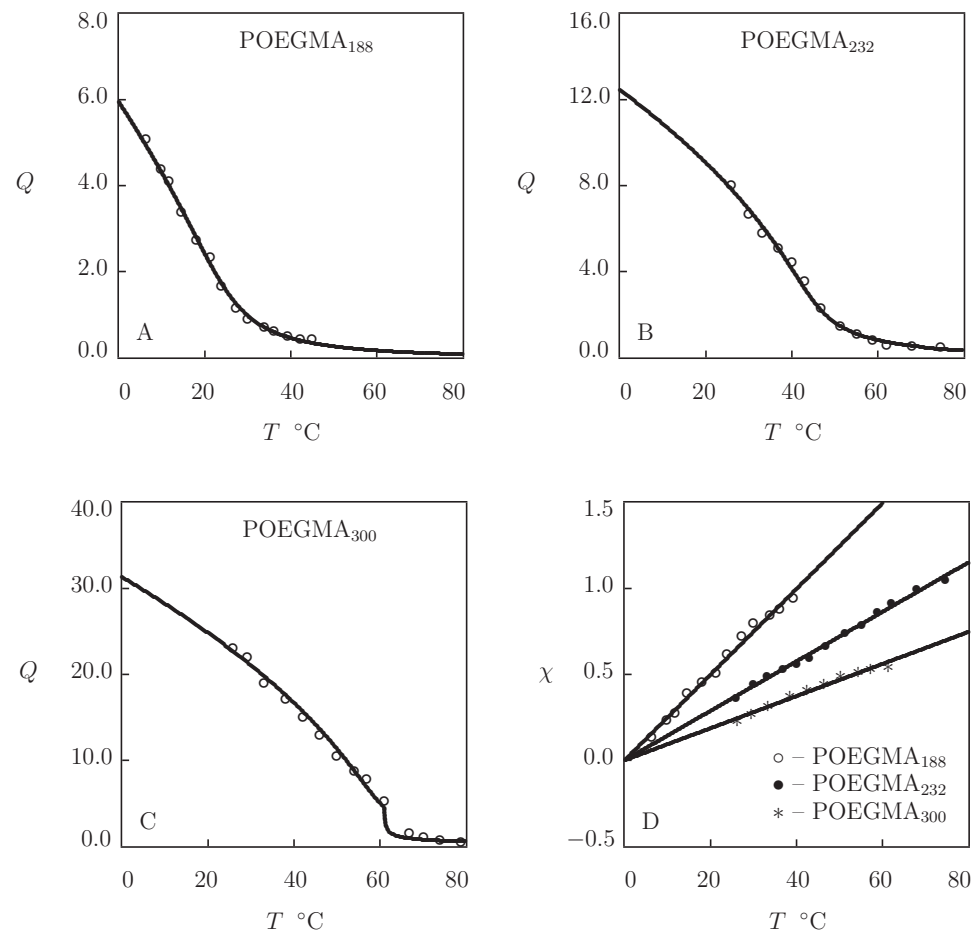 8.0
POEGMA₁₈₈
6.0
Q
4.0
2.0
A
0.0
0 20 40 60 80
T °C
16.0
POEGMA₂₃₂
12.0
Q
8.0
4.0
B
0.0
0 20 40 60 80
T °C
40.0
POEGMA₃₀₀
30.0
Q
20.0
10.0
C
0.0
0 20 40 60 80
T °C
1.5
1.0
χ
0.5
0.0
○ – POEGMA₁₈₈
● – POEGMA₂₃₂
* – POEGMA₃₀₀
D
−0.5
0 20 40 60 80
T °C